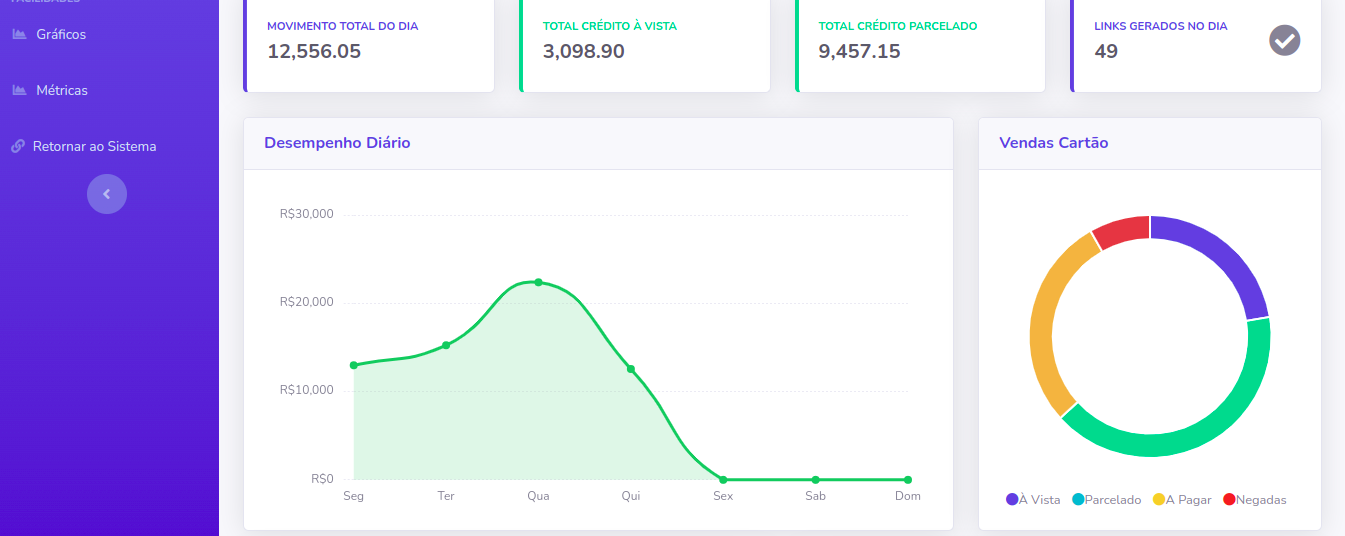 FACILIDADES
Gráficos
Métricas
Retornar ao Sistema
MOVIMENTO TOTAL DO DIA
12,556.05
TOTAL CRÉDITO À VISTA
3,098.90
TOTAL CRÉDITO PARCELADO
9,457.15
LINKS GERADOS NO DIA
49
Desempenho Diário
R$30,000
R$20,000
R$10,000
R$0
Seg Ter Qua Qui Sex Sab Dom
Vendas Cartão
À Vista Parcelado A Pagar Negadas